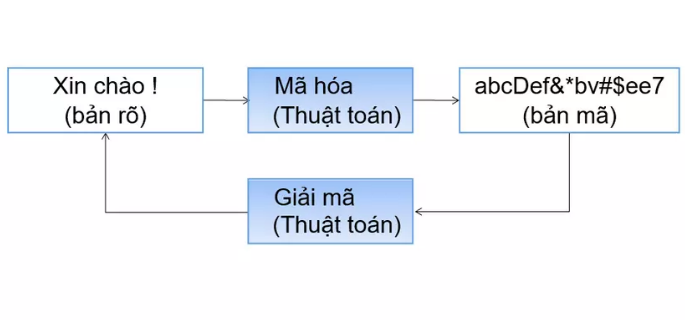 Xin chào !
(bản rõ)
Mã hóa
(Thuật toán)
abcDef&*bv#$ee7
(bản mã)
Giải mã
(Thuật toán)